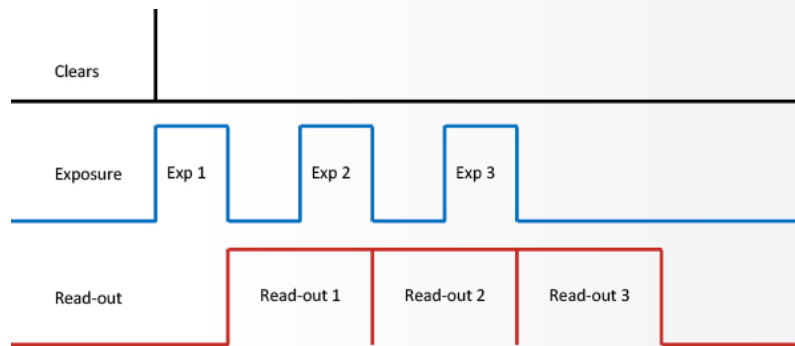 Clears
Exposure
Exp 1
Exp 2
Exp 3
Read-out
Read-out 1
Read-out 2
Read-out 3